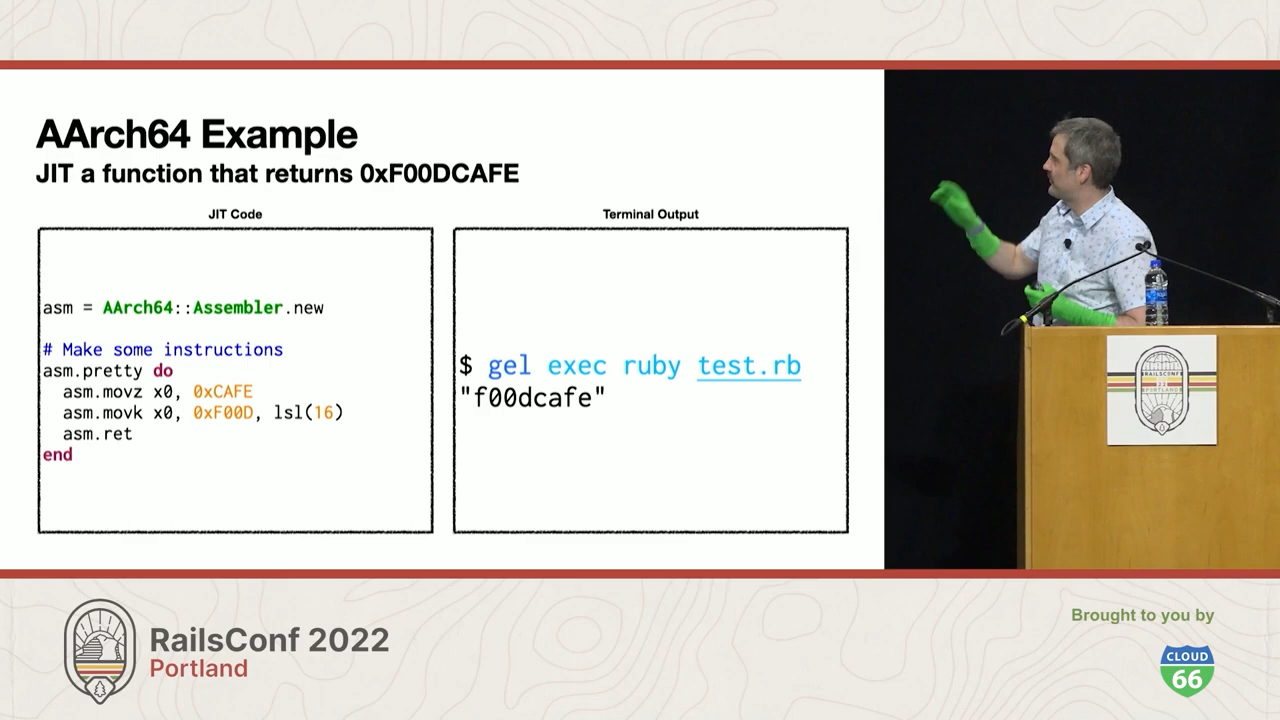 AArch64 Example
JIT a function that returns 0xF00DCAFE
JIT Code
Terminal Output
asm = AArch64::Assembler.new
# Make some instructions
asm.pretty do
  asm.movz x0, 0xCAFE
  asm.movk x0, 0xF00D, lsl(16)
  asm.ret
end
$ gel exec ruby test.rb
"f00dcafe"
RAILSCONF
PORTLAND
RailsConf 2022
Portland
Brought to you by
CLOUD
66